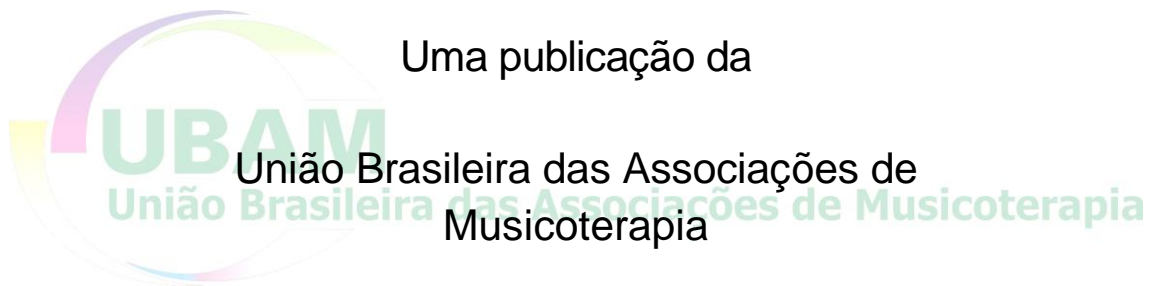 Uma publicação da
UBAM
União Brasileira das Associações de
União Brasileira das Associações de Musicoterapia
Musicoterapia